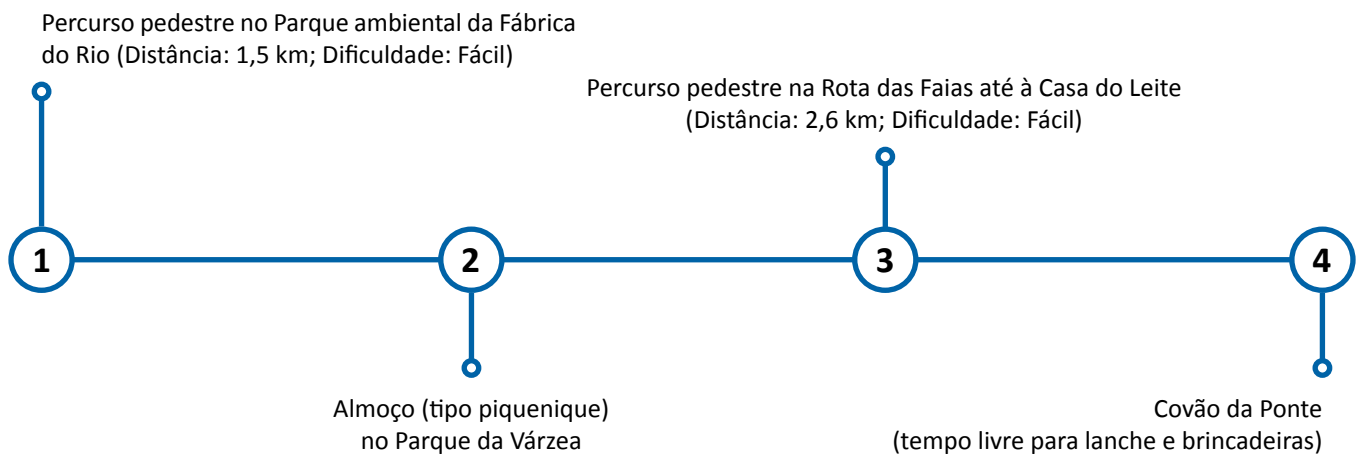 Percurso pedestre no Parque ambiental da Fábrica
do Rio (Distância: 1,5 km; Dificuldade: Fácil)
Percurso pedestre na Rota das Faias até à Casa do Leite
(Distância: 2,6 km; Dificuldade: Fácil)
1
2
3
4
Almoço (tipo piquenique)
no Parque da Várzea
Covão da Ponte
(tempo livre para lanche e brincadeiras)